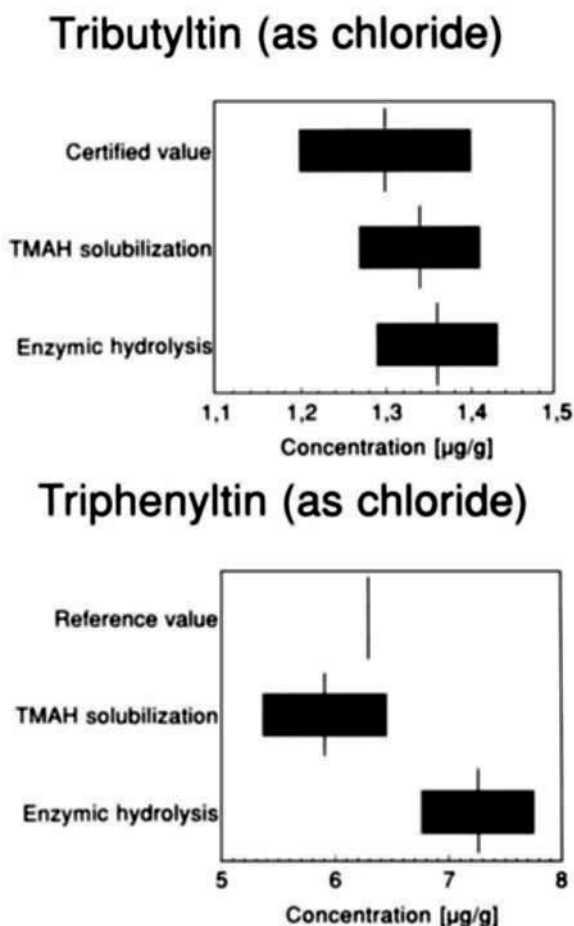 Tributyltin (as chloride)
Certified value
TMAH solubilization
Enzymic hydrolysis
1,1 1,2 1,3 1,4 1,5
Concentration [µg/g]
Triphenyltin (as chloride)
Reference value
TMAH solubilization
Enzymic hydrolysis
5 6 7 8
Concentration [µg/g]